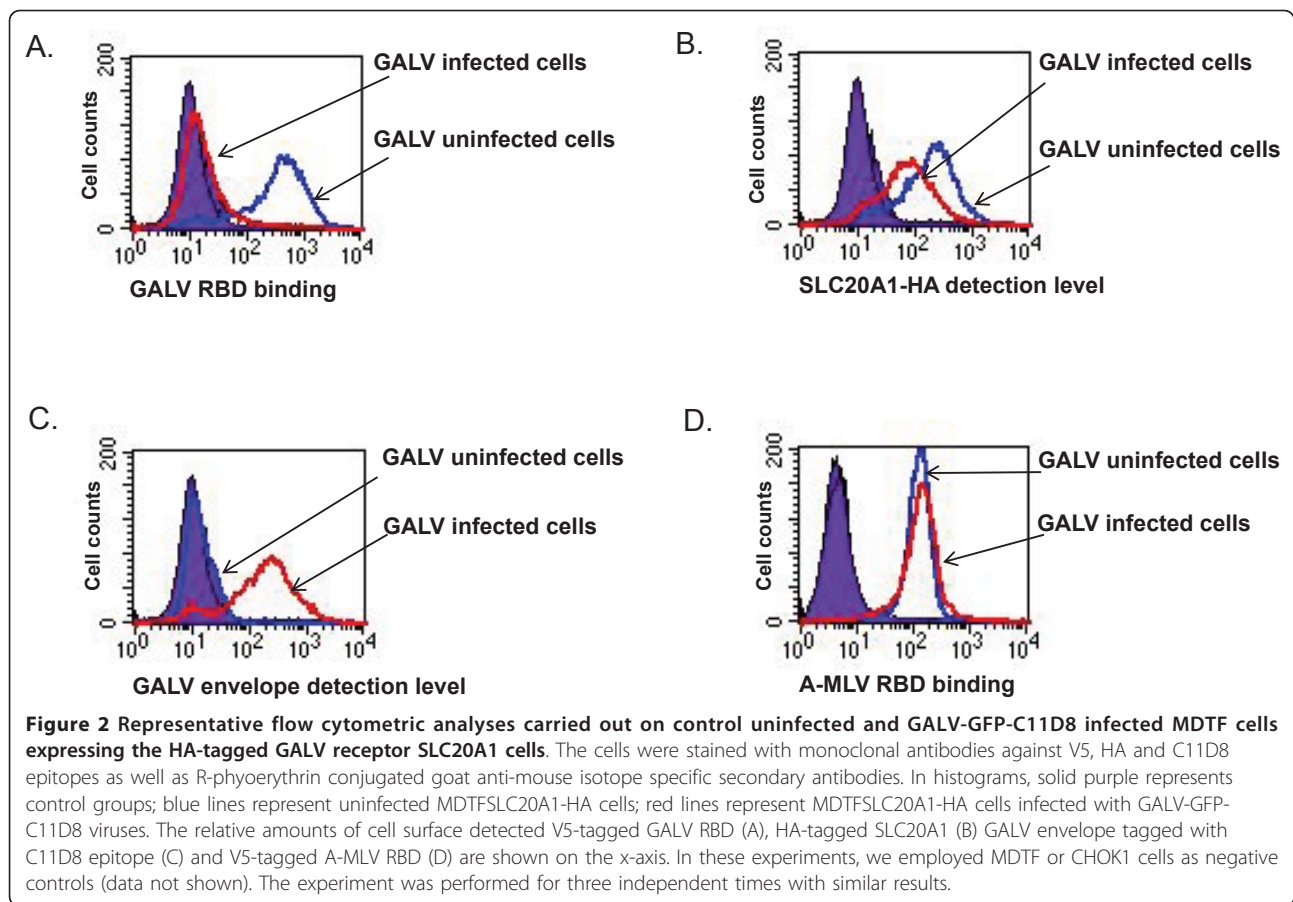 A.
200
0
Cell counts
GALV infected cells
GALV uninfected cells
10^0 10^1 10^2 10^3 10^4
GALV RBD binding
B.
200
0
Cell counts
GALV infected cells
GALV uninfected cells
10^0 10^1 10^2 10^3 10^4
SLC20A1-HA detection level
C.
200
0
Cell counts
GALV uninfected cells
GALV infected cells
10^0 10^1 10^2 10^3 10^4
GALV envelope detection level
D.
200
0
Cell counts
GALV uninfected cells
GALV infected cells
10^0 10^1 10^2 10^3 10^4
A-MLV RBD binding
Figure 2 Representative flow cytometric analyses carried out on control uninfected and GALV-GFP-C11D8 infected MDTF cells
expressing the HA-tagged GALV receptor SLC20A1 cells. The cells were stained with monoclonal antibodies against V5, HA and C11D8
epitopes as well as R-phyoerythrin conjugated goat anti-mouse isotope specific secondary antibodies. In histograms, solid purple represents
control groups; blue lines represent uninfected MDTFSLC20A1-HA cells; red lines represent MDTFSLC20A1-HA cells infected with GALV-GFP-
C11D8 viruses. The relative amounts of cell surface detected V5-tagged GALV RBD (A), HA-tagged SLC20A1 (B) GALV envelope tagged with
C11D8 epitope (C) and V5-tagged A-MLV RBD (D) are shown on the x-axis. In these experiments, we employed MDTF or CHOK1 cells as negative
controls (data not shown). The experiment was performed for three independent times with similar results.